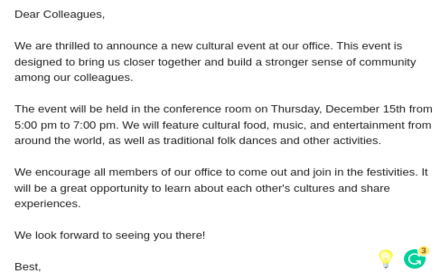 Dear Colleagues,
We are thrilled to announce a new cultural event at our office. This event is
designed to bring us closer together and build a stronger sense of community
among our colleagues.
The event will be held in the conference room on Thursday, December 15th from
5:00 pm to 7:00 pm. We will feature cultural food, music, and entertainment from
around the world, as well as traditional folk dances and other activities.
We encourage all members of our office to come out and join in the festivities. It
will be a great opportunity to learn about each other's cultures and share
experiences.
We look forward to seeing you there!
3
Best,